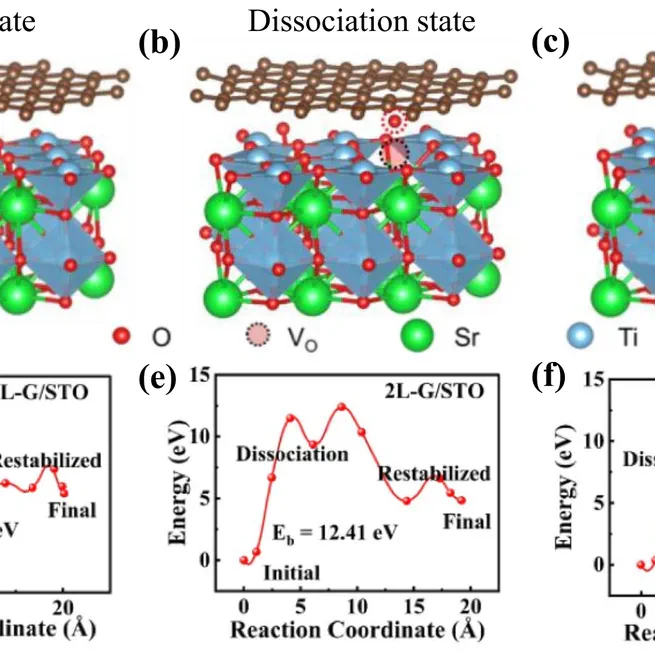 ate
(b)
Dissociation state
(c)
O
V_O
Sr
Ti
L-G/STO
Restabilized
Final
eV
20
dinate (Å)
(e)
2L-G/STO
15
10
5
0
Energy (eV)
Dissociation
Restabilized
E_b = 12.41 eV
Initial
Final
0 5 10 15 20
Reaction Coordinate (Å)
(f)
15
10
5
0
Energy (eV)
Diss
0
Rea